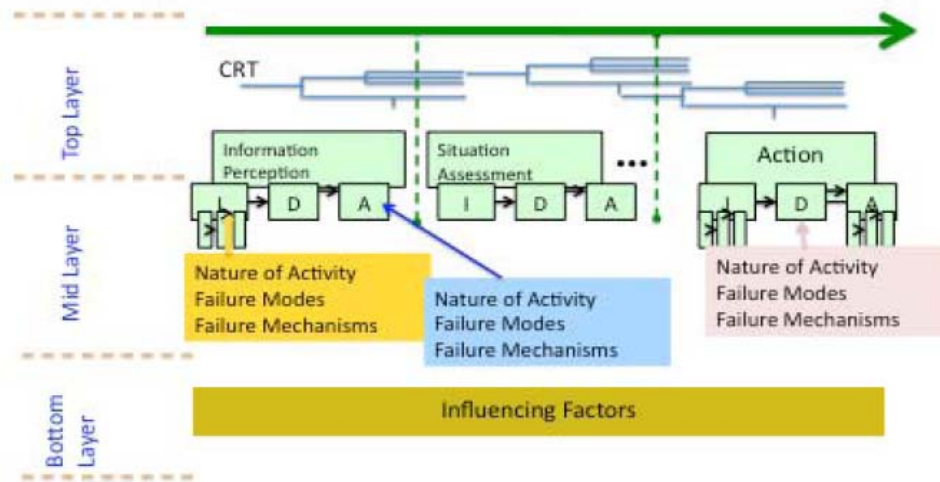 Top Layer
CRT
Information
Perception
Situation
Assessment
...
Action
I D A
I D A
I D A
Mid Layer
Nature of Activity
Failure Modes
Failure Mechanisms
Nature of Activity
Failure Modes
Failure Mechanisms
Nature of Activity
Failure Modes
Failure Mechanisms
Bottom
Layer
Influencing Factors